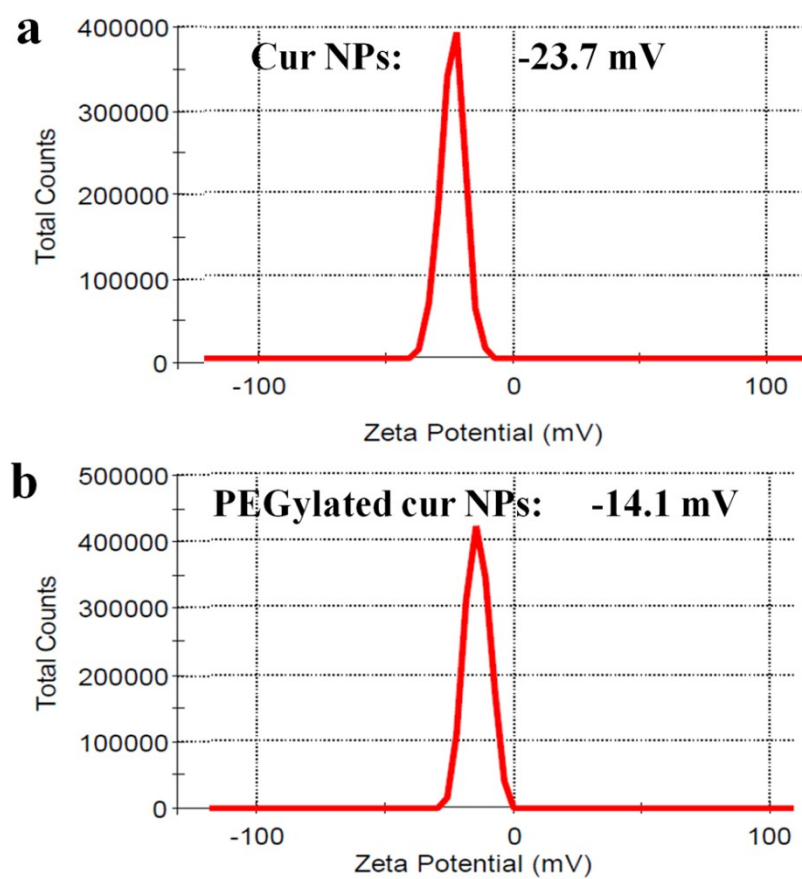 a
Cur NPs: -23.7 mV
400000
300000
200000
100000
0
Total Counts
-100 0 100
Zeta Potential (mV)
b
PEGylated cur NPs: -14.1 mV
500000
400000
300000
200000
100000
0
Total Counts
-100 0 100
Zeta Potential (mV)